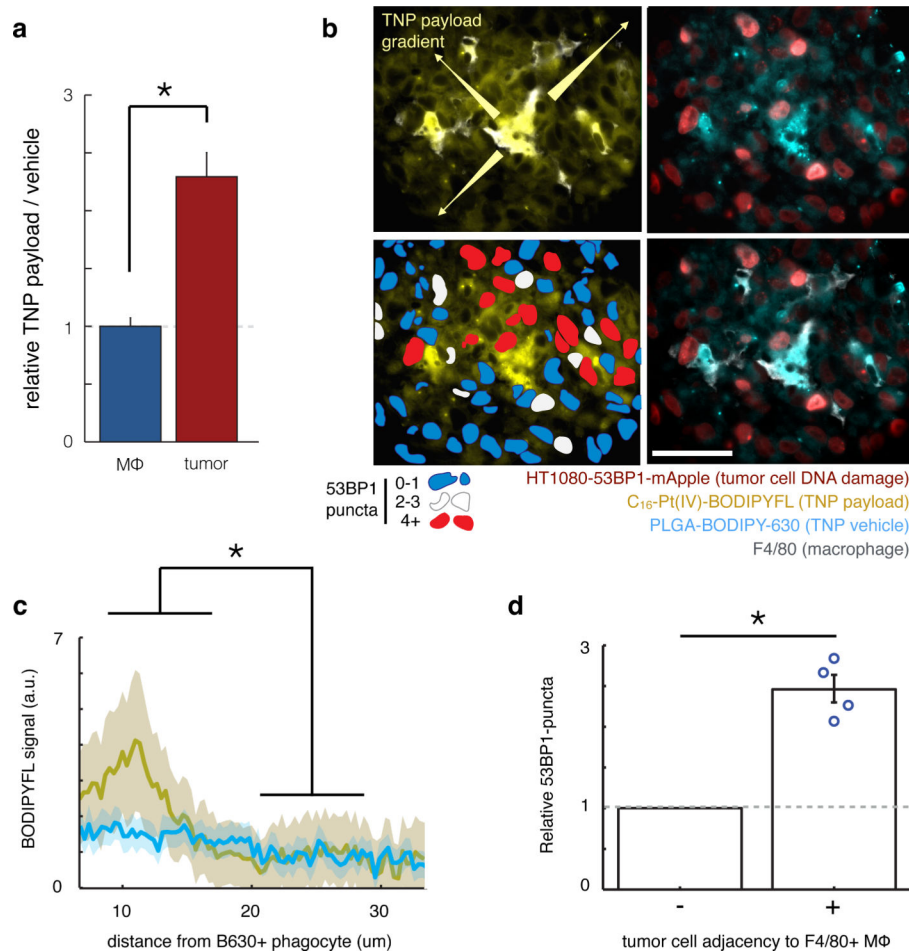 a
*
3
1
0
relative TNP payload / vehicle
MΦ
tumor
b
TNP payload
gradient
53BP1
puncta
0-1
2-3
4+
HT1080-53BP1-mApple (tumor cell DNA damage)
C₁₆-Pt(IV)-BODIPYFL (TNP payload)
PLGA-BODIPY-630 (TNP vehicle)
F4/80 (macrophage)
c
*
7
0
BODIPYFL signal (a.u.)
10
20
30
distance from B630+ phagocyte (um)
d
*
3
1
0
Relative 53BP1-puncta
-
+
tumor cell adjacency to F4/80+ MΦ